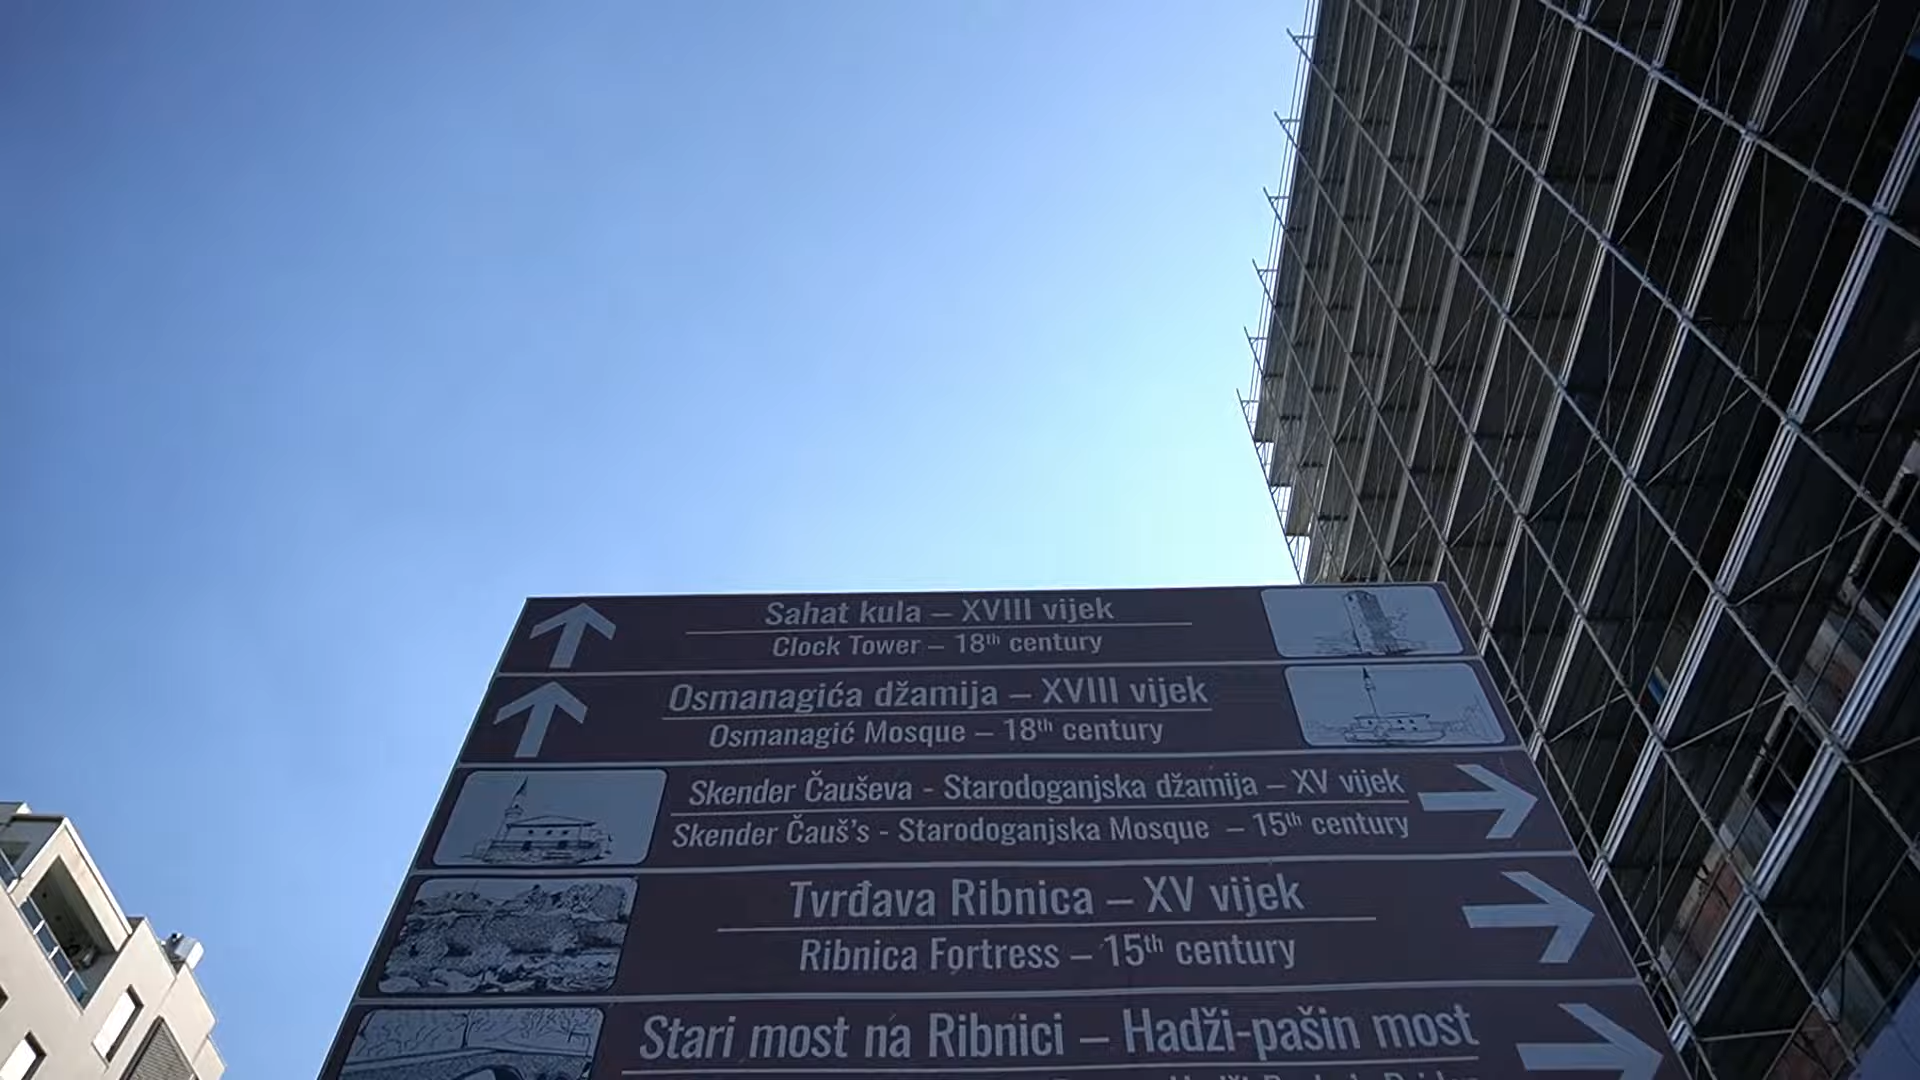 Sahat kula – XVIII vijek
Clock Tower – 18th century
Osmanagića džamija – XVIII vijek
Osmanagić Mosque – 18th century
Skender Čauševa - Starodoganjska džamija – XV vijek
Skender Čauš's - Starodoganjska Mosque – 15th century
Tvrđava Ribnica – XV vijek
Ribnica Fortress – 15th century
Stari most na Ribnici – Hadži-pašin most